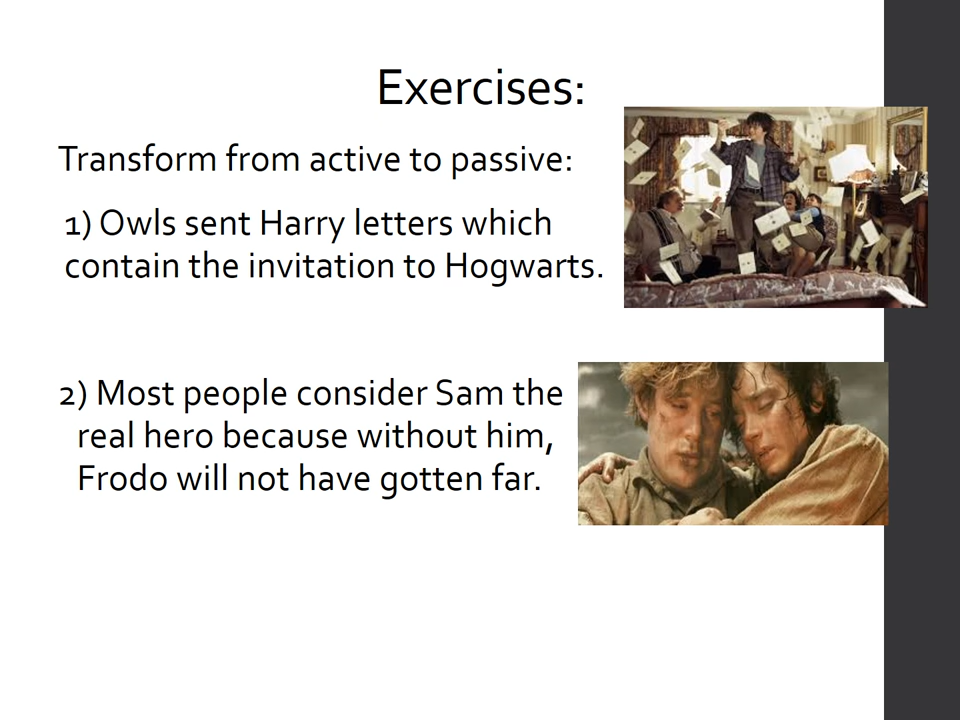 Exercises:
Transform from active to passive:
1) Owls sent Harry letters which
contain the invitation to Hogwarts.
2) Most people consider Sam the
real hero because without him,
Frodo will not have gotten far.